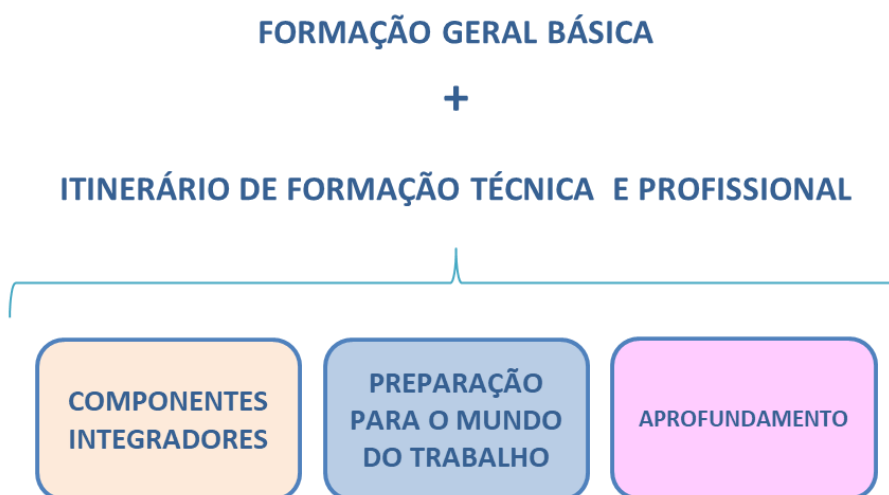 FORMAÇÃO GERAL BÁSICA
+
ITINERÁRIO DE FORMAÇÃO TÉCNICA E PROFISSIONAL
COMPONENTES
INTEGRADORES
PREPARAÇÃO
PARA O MUNDO
DO TRABALHO
APROFUNDAMENTO